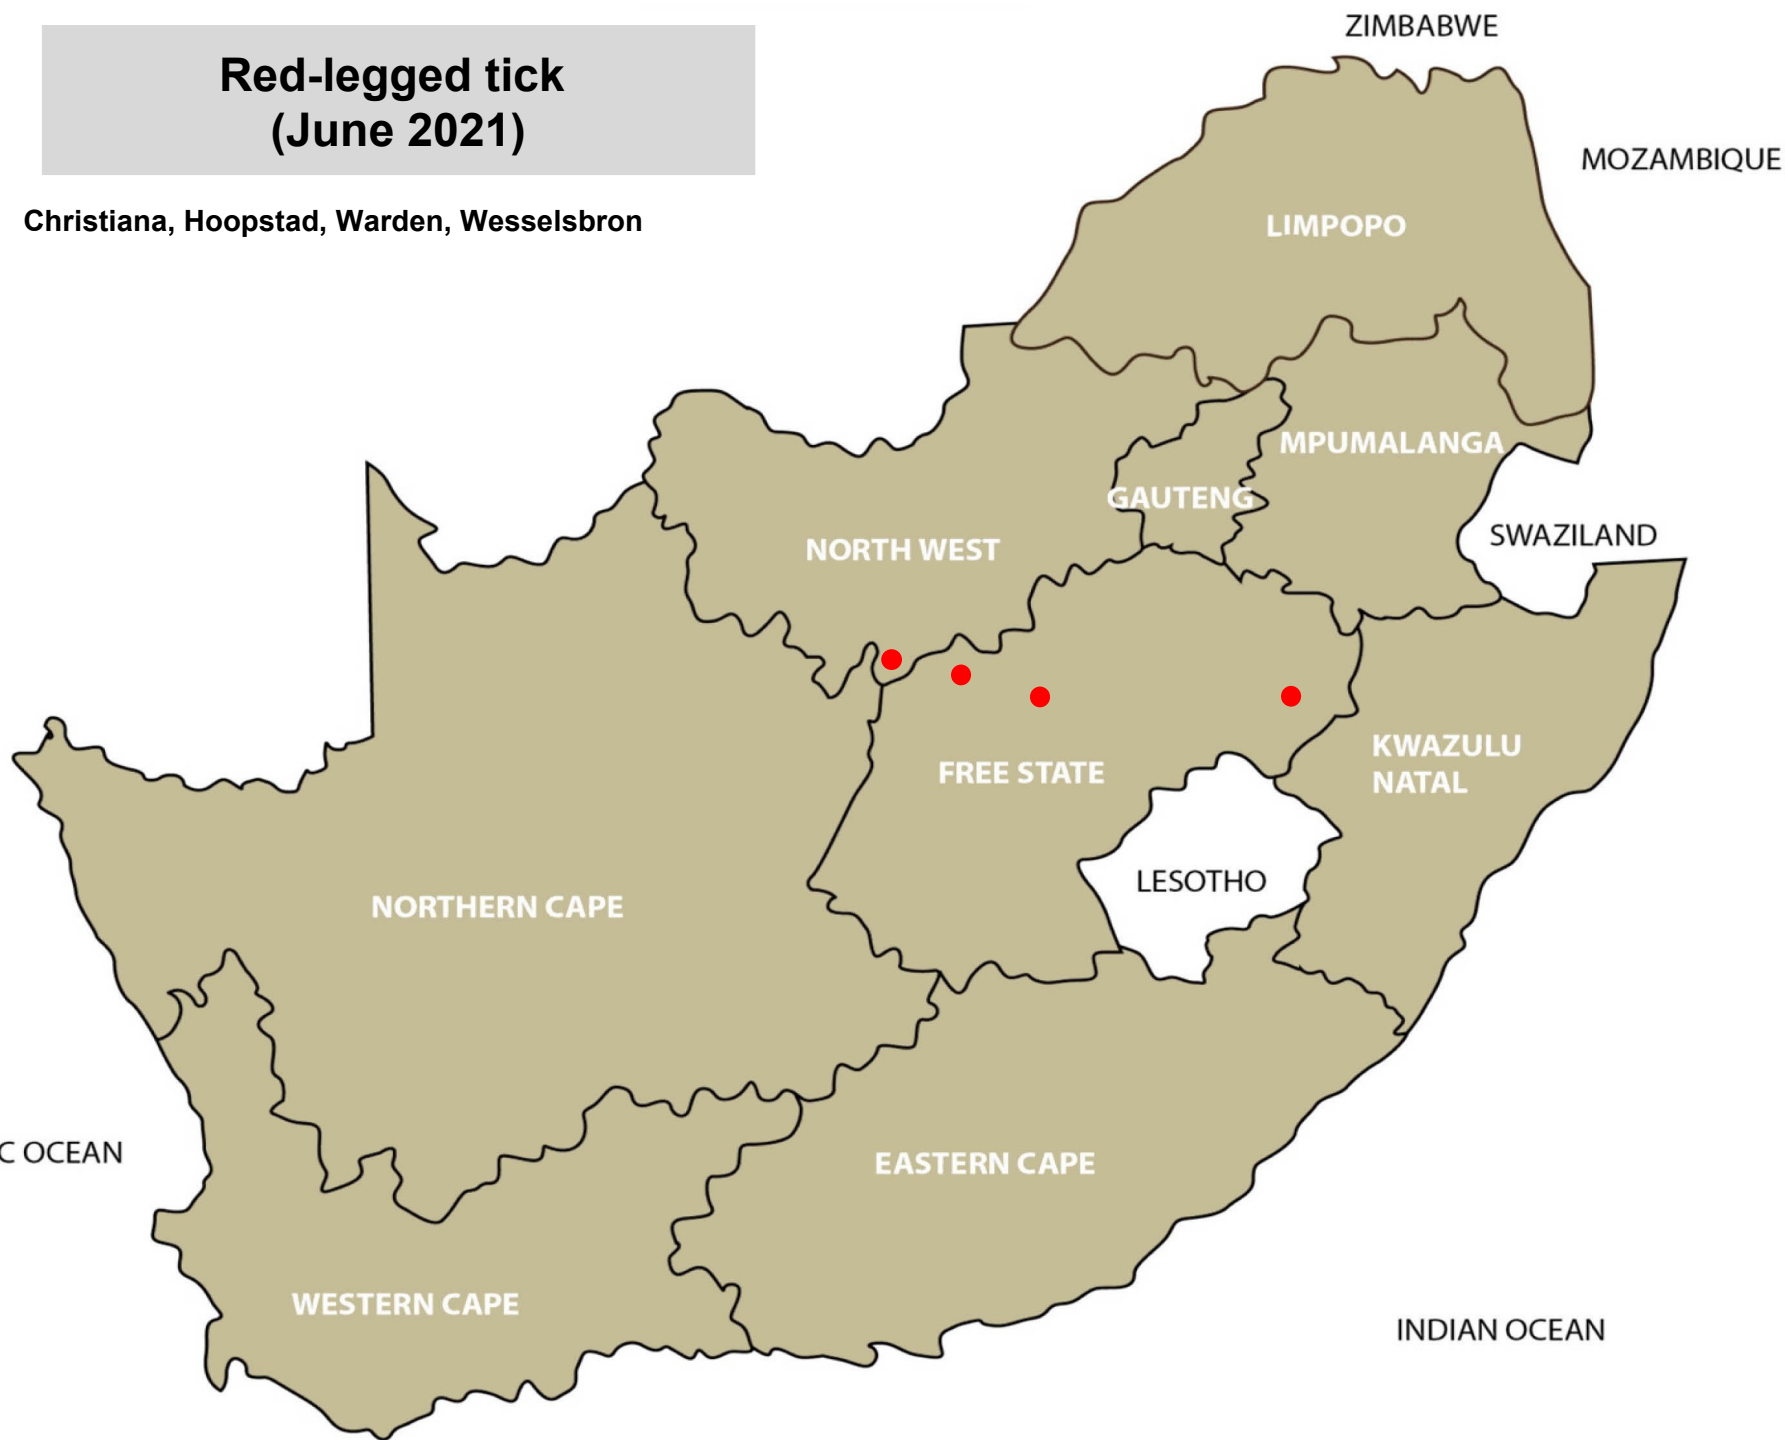 Red-legged tick
(June 2021)
Christiana, Hoopstad, Warden, Wesselsbron
ZIMBABWE
MOZAMBIQUE
LIMPOPO
MPUMALANGA
GAUTENG
SWAZILAND
NORTH WEST
KWAZULU
NATAL
FREE STATE
LESOTHO
NORTHERN CAPE
C OCEAN
EASTERN CAPE
WESTERN CAPE
INDIAN OCEAN